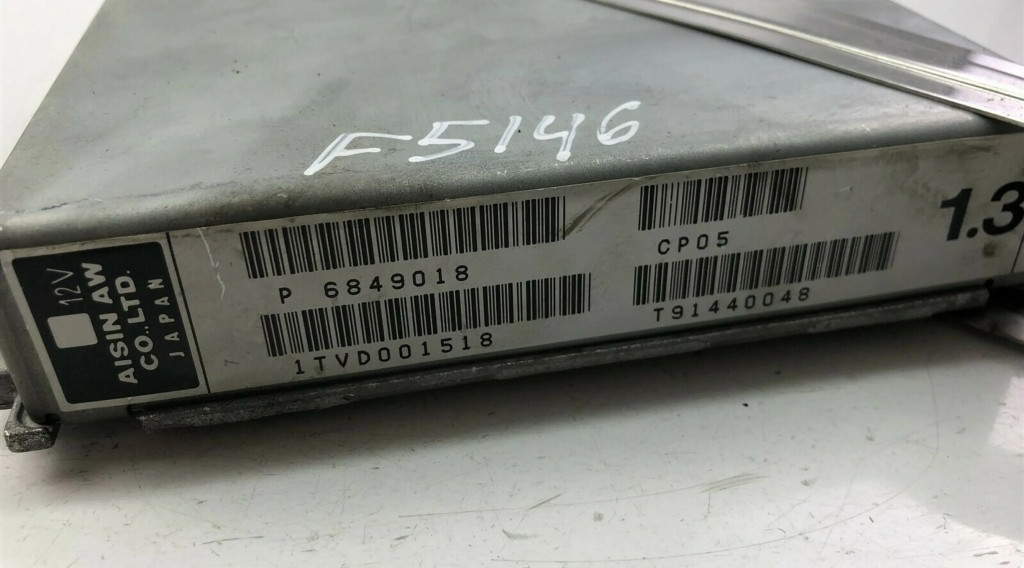 F5146
12V
AISIN AW
CO.,LTD.
JAPAN
P 6849018
1TVD001518
CP05
T91440048
1.3